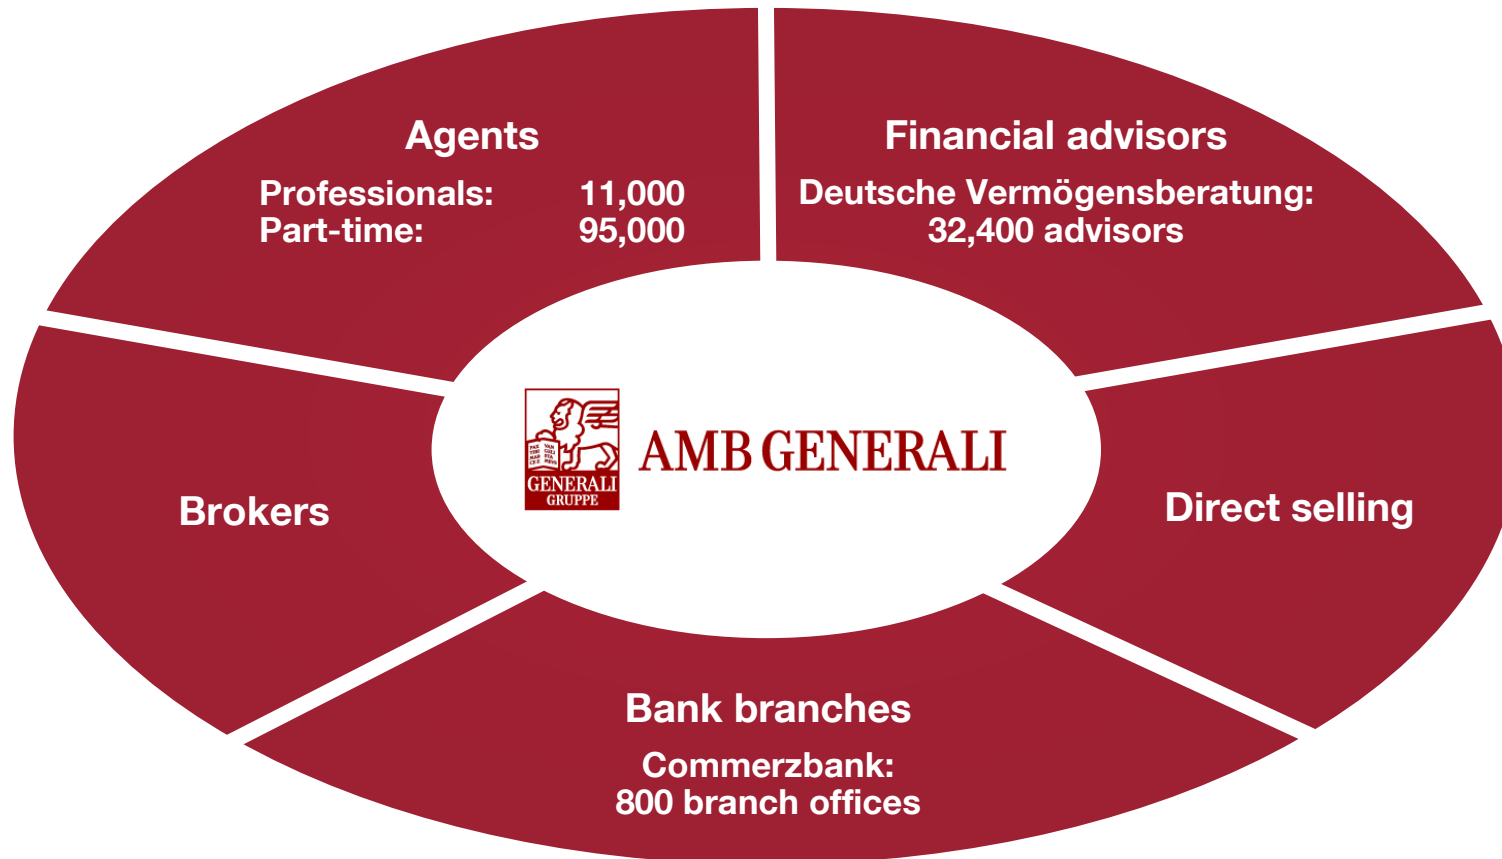 Agents
Professionals: 11,000
Part-time: 95,000
Financial advisors
Deutsche Vermögensberatung:
32,400 advisors
Brokers
GENERALI
GRUPPE
AMB GENERALI
Direct selling
Bank branches
Commerzbank:
800 branch offices